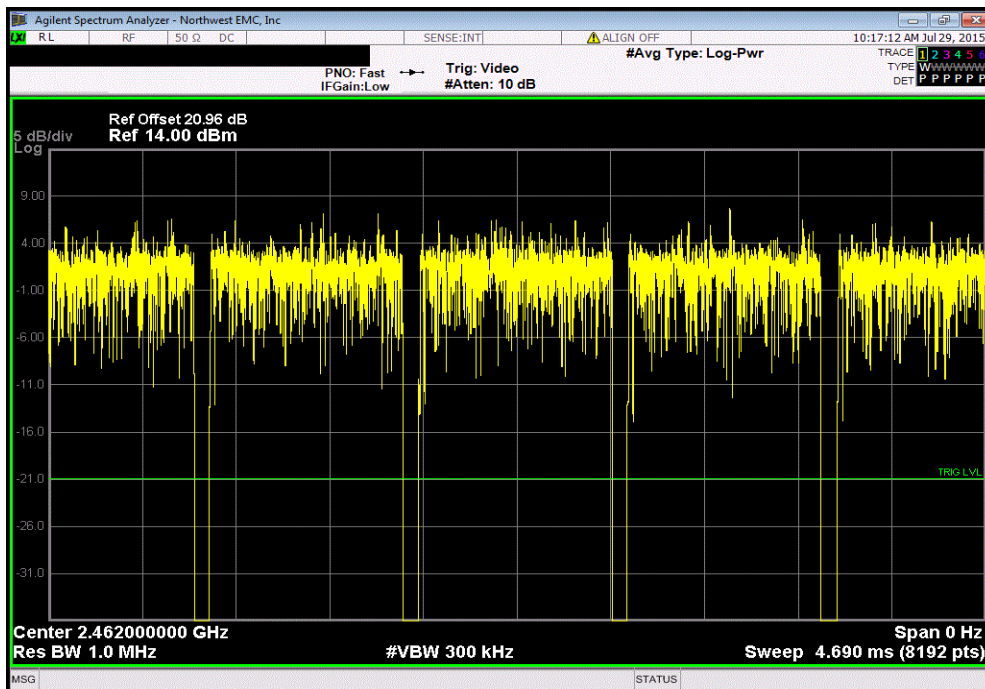 Agilent Spectrum Analyzer - Northwest EMC, Inc
LXI RL RF 50 Ω DC SENSE:INT ALIGN OFF 10:17:12 AM Jul 29, 2015
#Avg Type: Log-Pwr TRACE 1 2 3 4 5 6
PNO: Fast Trig: Video TYPE WWWWWW
IFGain:Low #Atten: 10 dB DET P P P P P P
Ref Offset 20.96 dB
5 dB/div Ref 14.00 dBm
Log
9.00
4.00
-1.00
-6.00
-11.0
-16.0
-21.0 TRIG LVL
-26.0
-31.0
Center 2.462000000 GHz Span 0 Hz
Res BW 1.0 MHz #VBW 300 kHz Sweep 4.690 ms (8192 pts)
MSG STATUS